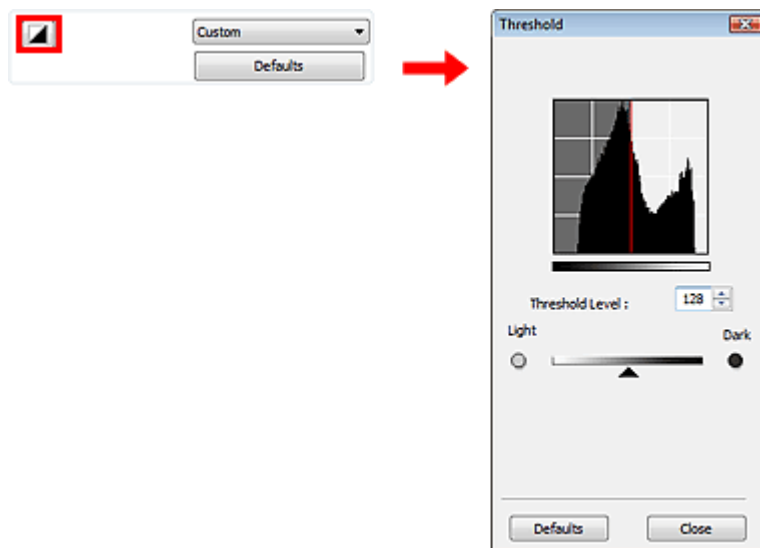 Custom
Defaults
Threshold
Threshold Level :
128
Light
Dark
Defaults
Close